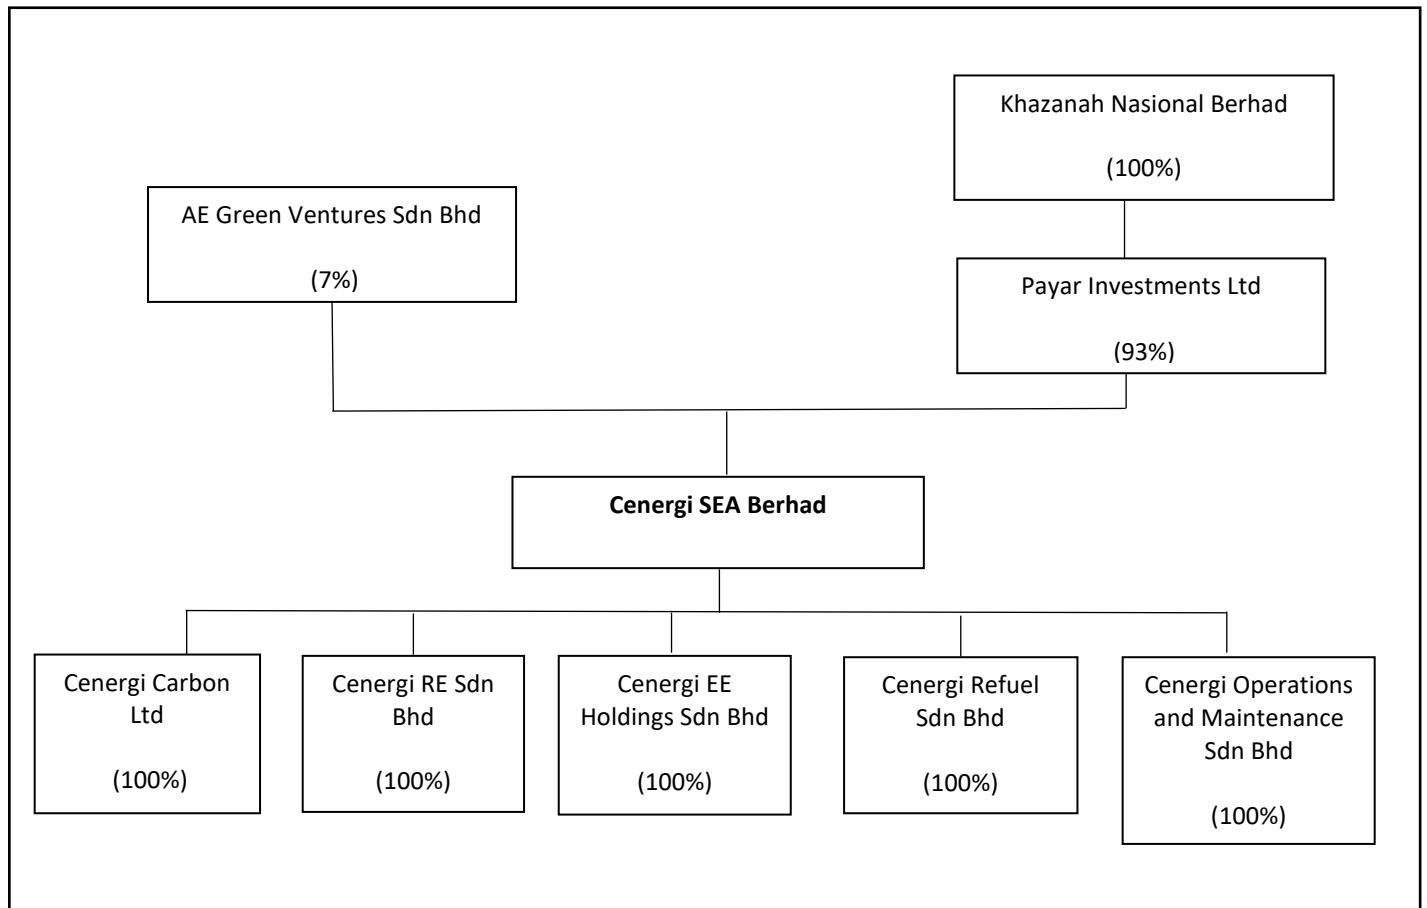 Khazanah Nasional Berhad
(100%)
AE Green Ventures Sdn Bhd
(7%)
Payar Investments Ltd
(93%)
Cenergi SEA Berhad
Cenergi Carbon
Ltd
(100%)
Cenergi RE Sdn
Bhd
(100%)
Cenergi EE
Holdings Sdn Bhd
(100%)
Cenergi Refuel
Sdn Bhd
(100%)
Cenergi Operations
and Maintenance
Sdn Bhd
(100%)